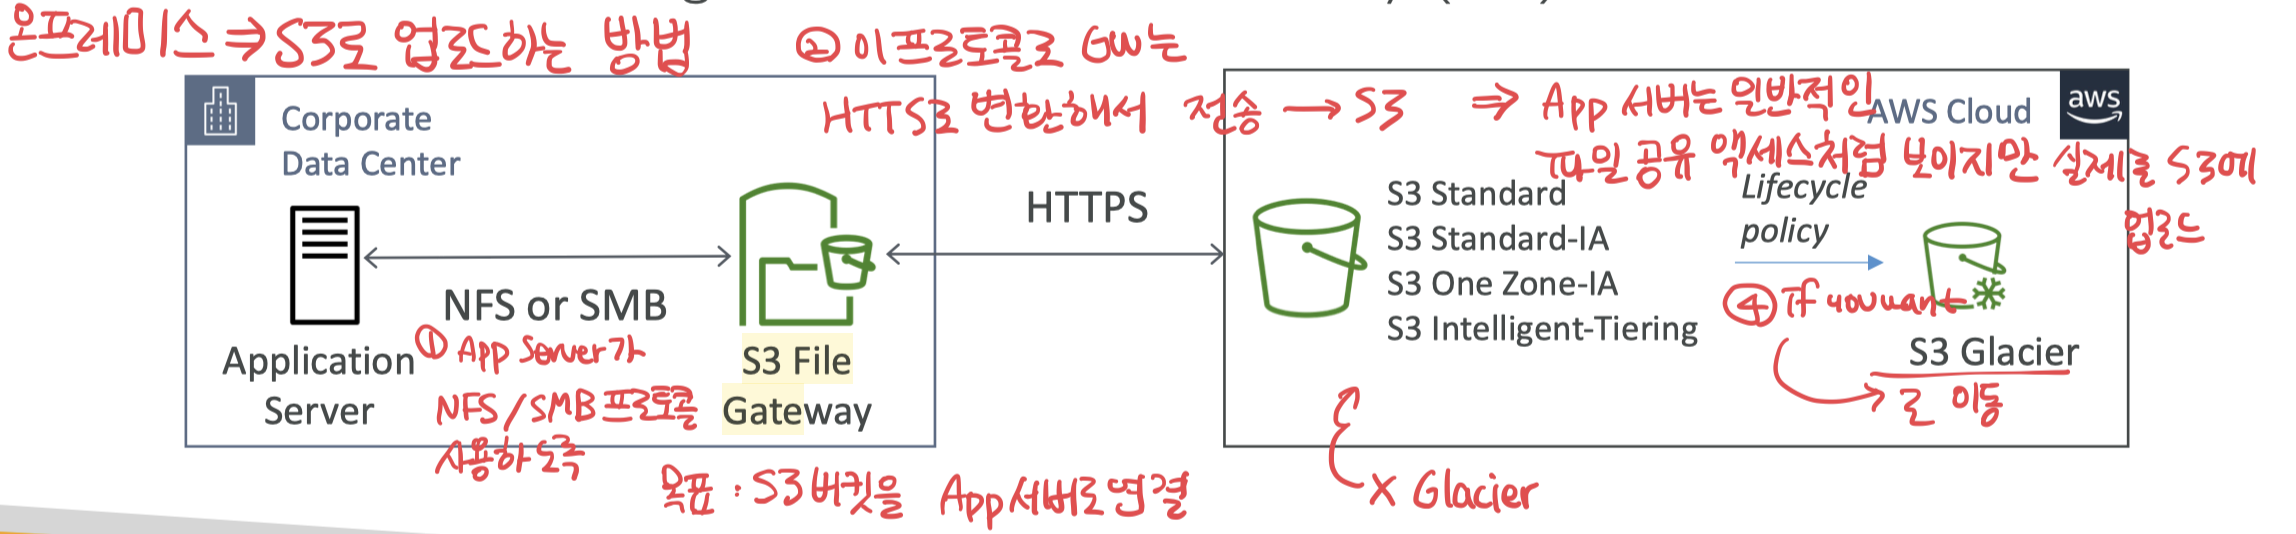 온프레미스 ⇒ S3로 업로드하는 방법
② 이 프로토콜로 GW는
HTTS로 변환해서 전송 → S3
⇒ App 서버는 일반적인
파일 공유 액세스처럼 보이지만 실제로 S3에
업로드
Corporate
Data Center
AWS Cloud
aws
HTTPS
S3 Standard
S3 Standard-IA
S3 One Zone-IA
S3 Intelligent-Tiering
Lifecycle
policy
④ If you want
S3 Glacier
로 이동
NFS or SMB
Application
Server
① App Server가
NFS/SMB 프로토콜
사용하도록
S3 File
Gateway
목표 : S3 버킷을 App 서버로 연결
X Glacier